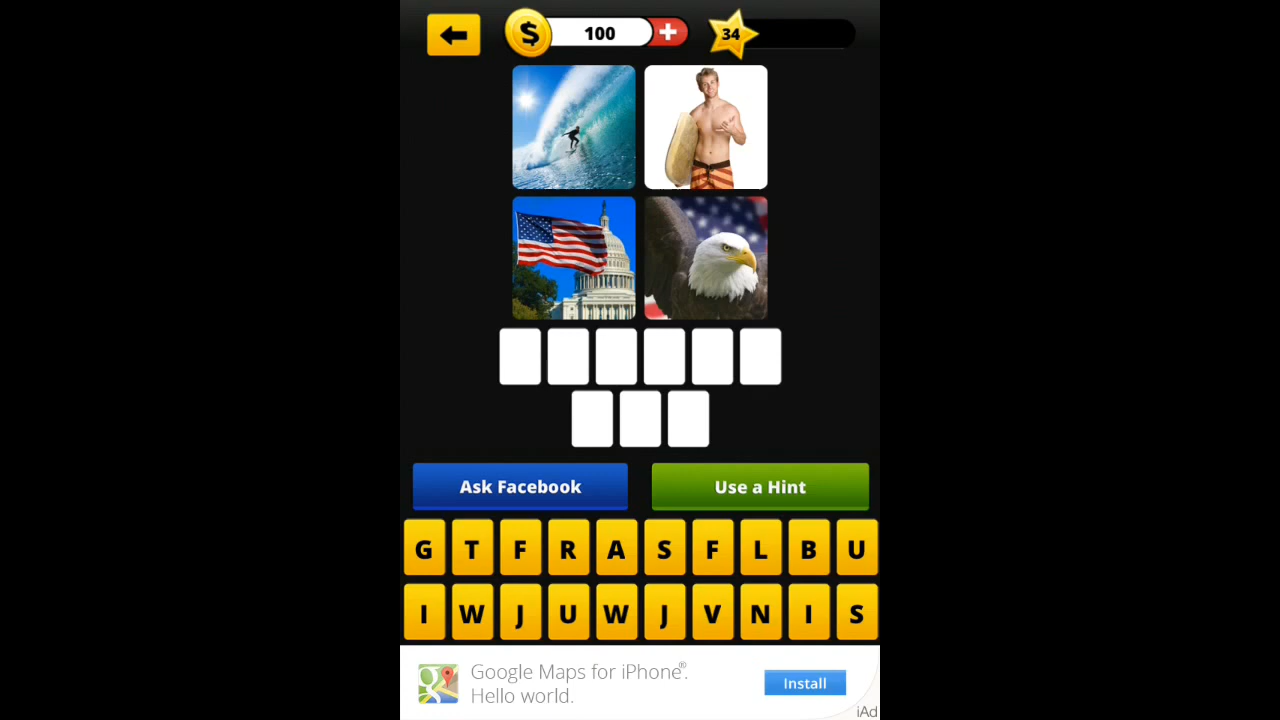 $ 100 + 34
Ask Facebook Use a Hint
G T F R A S F L B U
I W J U W J V N I S
Google Maps for iPhone®.
Hello world.
Install
iAd